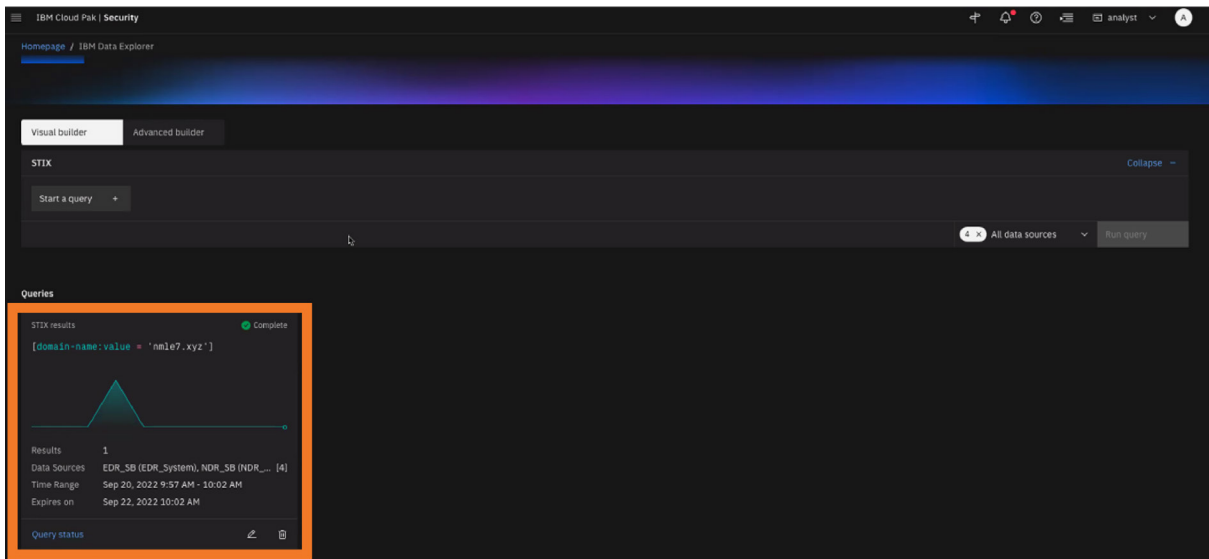 IBM Cloud Pak | Security
analyst
A
Homepage / IBM Data Explorer
Visual builder
Advanced builder
STIX
Collapse −
Start a query +
4 × All data sources
Run query
Queries
STIX results
Complete
[domain-name:value = 'nmle7.xyz']
Results 1
Data Sources EDR_SB (EDR_System), NDR_SB (NDR_... [4]
Time Range Sep 20, 2022 9:57 AM - 10:02 AM
Expires on Sep 22, 2022 10:02 AM
Query status